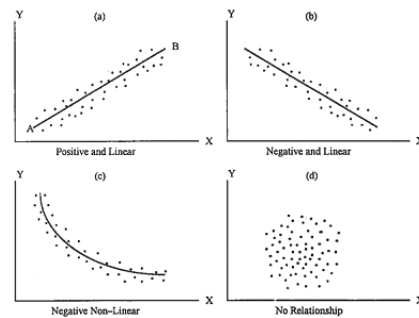 Y
(a)
B
A
X
Positive and Linear
Y
(b)
X
Negative and Linear
Y
(c)
X
Negative Non-Linear
Y
(d)
X
No Relationship